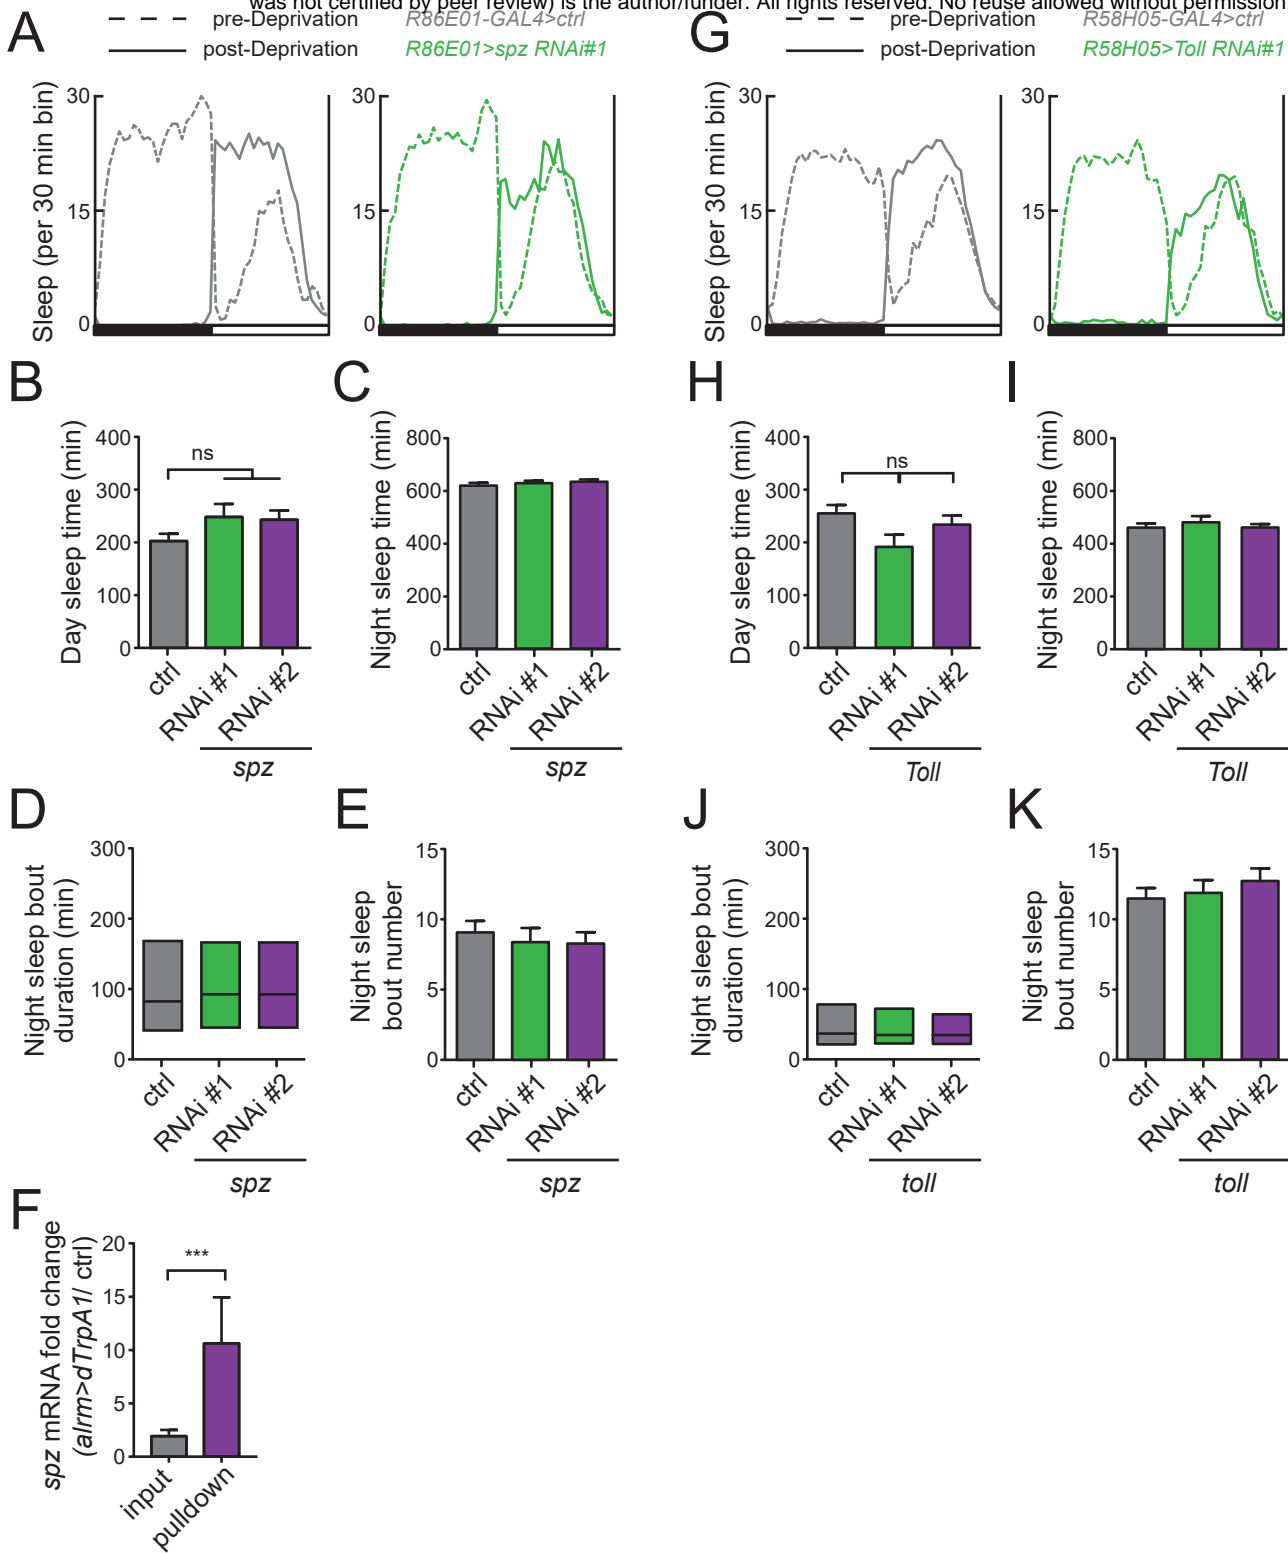 was not certified by peer review) is the author/funder. All rights reserved. No reuse allowed without permission
A
pre-Deprivation
R86E01-GAL4>ctrl
post-Deprivation
R86E01>spz RNAi#1
Sleep (per 30 min bin)
30
15
0
30
15
0
G
pre-Deprivation
R58H05-GAL4>ctrl
post-Deprivation
R58H05>Toll RNAi#1
Sleep (per 30 min bin)
30
15
0
30
15
0
B
Day sleep time (min)
400
300
200
100
0
ns
ctrl
RNAi #1
RNAi #2
spz
C
Night sleep time (min)
800
600
400
200
0
ctrl
RNAi #1
RNAi #2
spz
H
Day sleep time (min)
400
300
200
100
0
ns
ctrl
RNAi #1
RNAi #2
Toll
I
Night sleep time (min)
800
600
400
200
0
ctrl
RNAi #1
RNAi #2
Toll
D
Night sleep bout
duration (min)
300
200
100
0
ctrl
RNAi #1
RNAi #2
spz
E
Night sleep
bout number
15
10
5
0
ctrl
RNAi #1
RNAi #2
spz
J
Night sleep bout
duration (min)
300
200
100
0
ctrl
RNAi #1
RNAi #2
toll
K
Night sleep
bout number
15
10
5
0
ctrl
RNAi #1
RNAi #2
toll
F
spz mRNA fold change
(alrm>dTrpA1/ ctrl)
20
15
10
5
0
***
input
pulldown